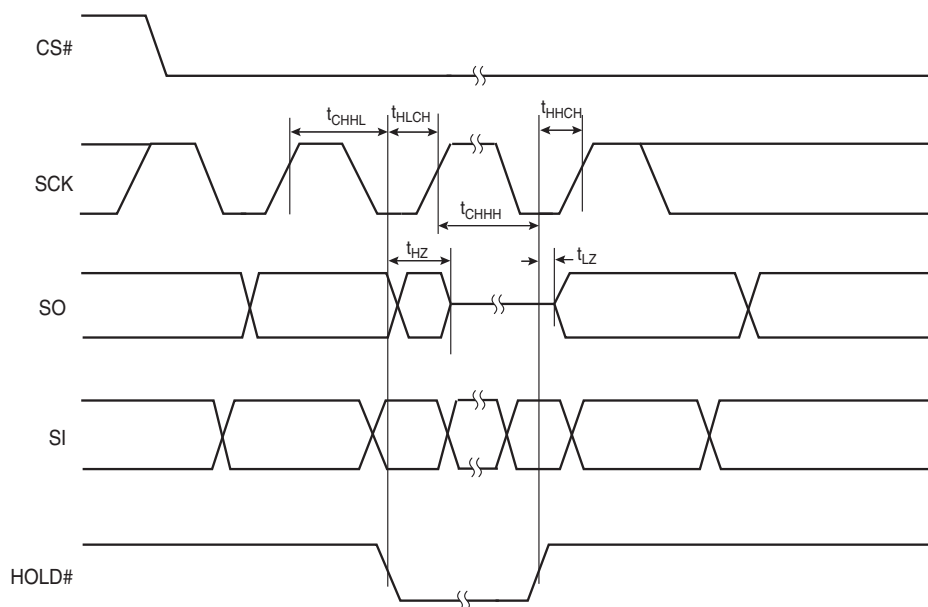 CS#
tCHHL
tHLCH
tHHCH
SCK
tCHHH
tHZ
tLZ
SO
SI
HOLD#